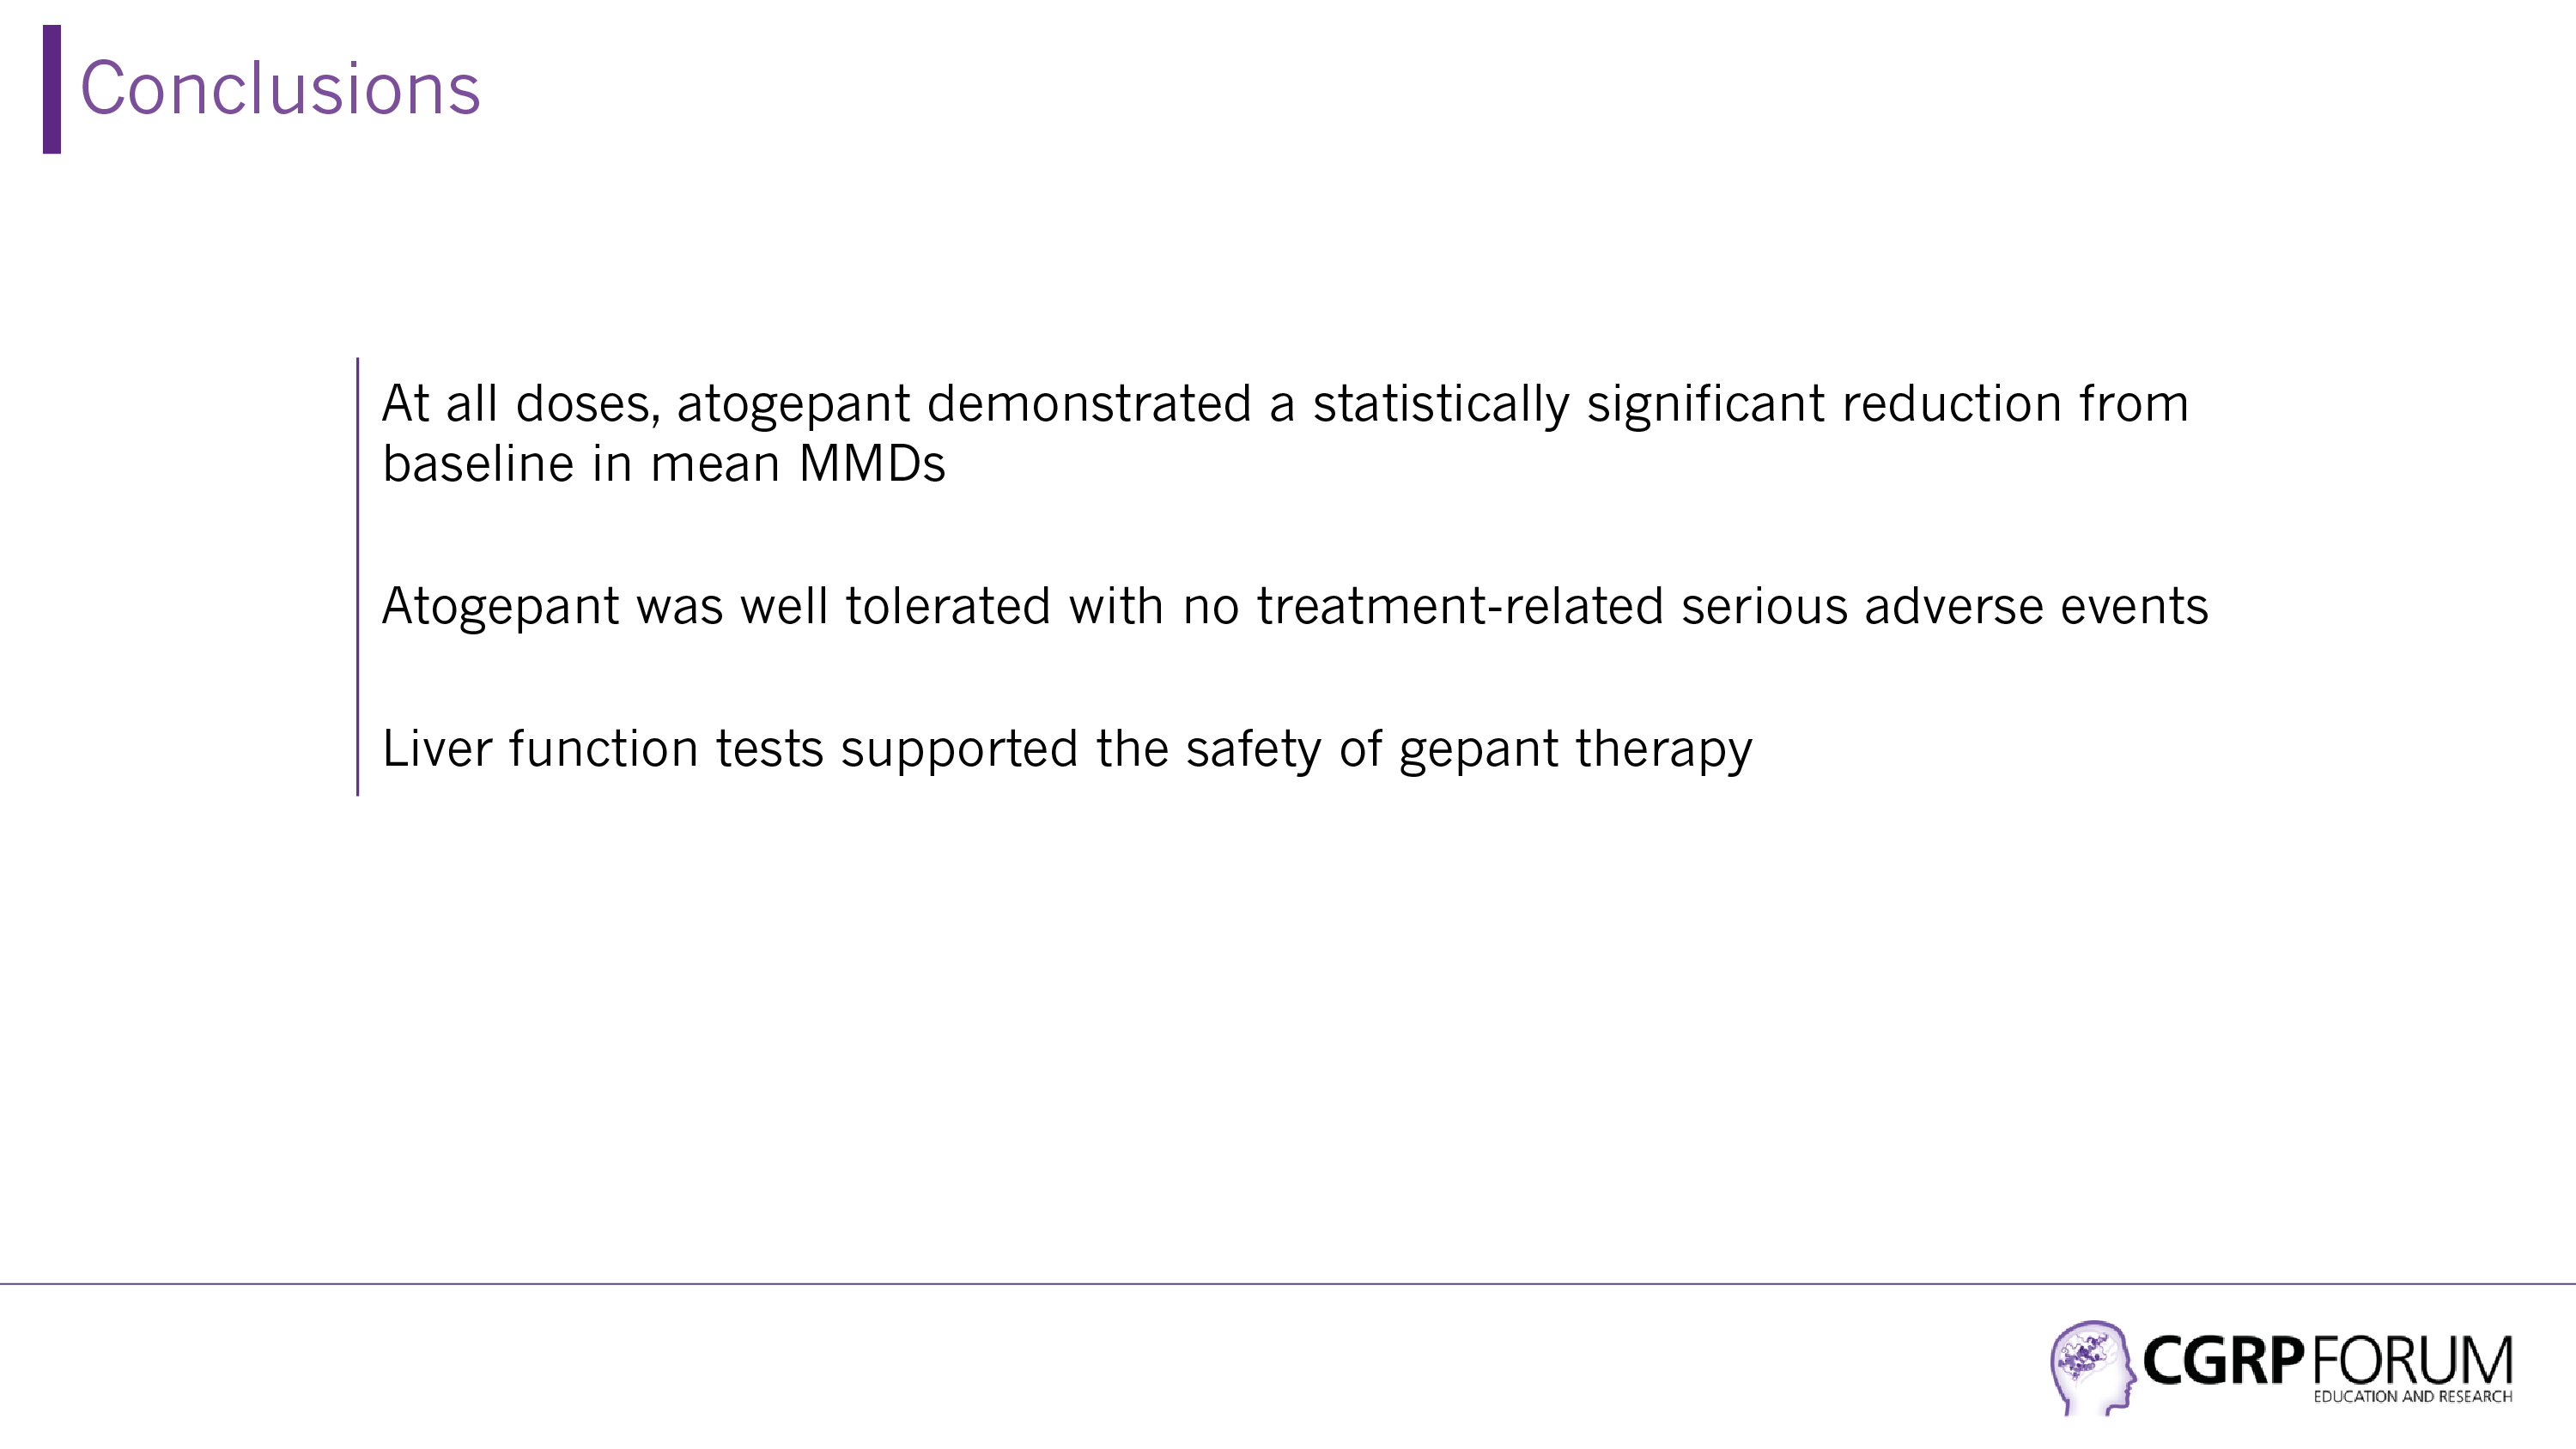 Conclusions
At all doses, atogepant demonstrated a statistically significant reduction from
baseline in mean MMDs
Atogepant was well tolerated with no treatment-related serious adverse events
Liver function tests supported the safety of gepant therapy
CGRP FORUM
EDUCATION AND RESEARCH